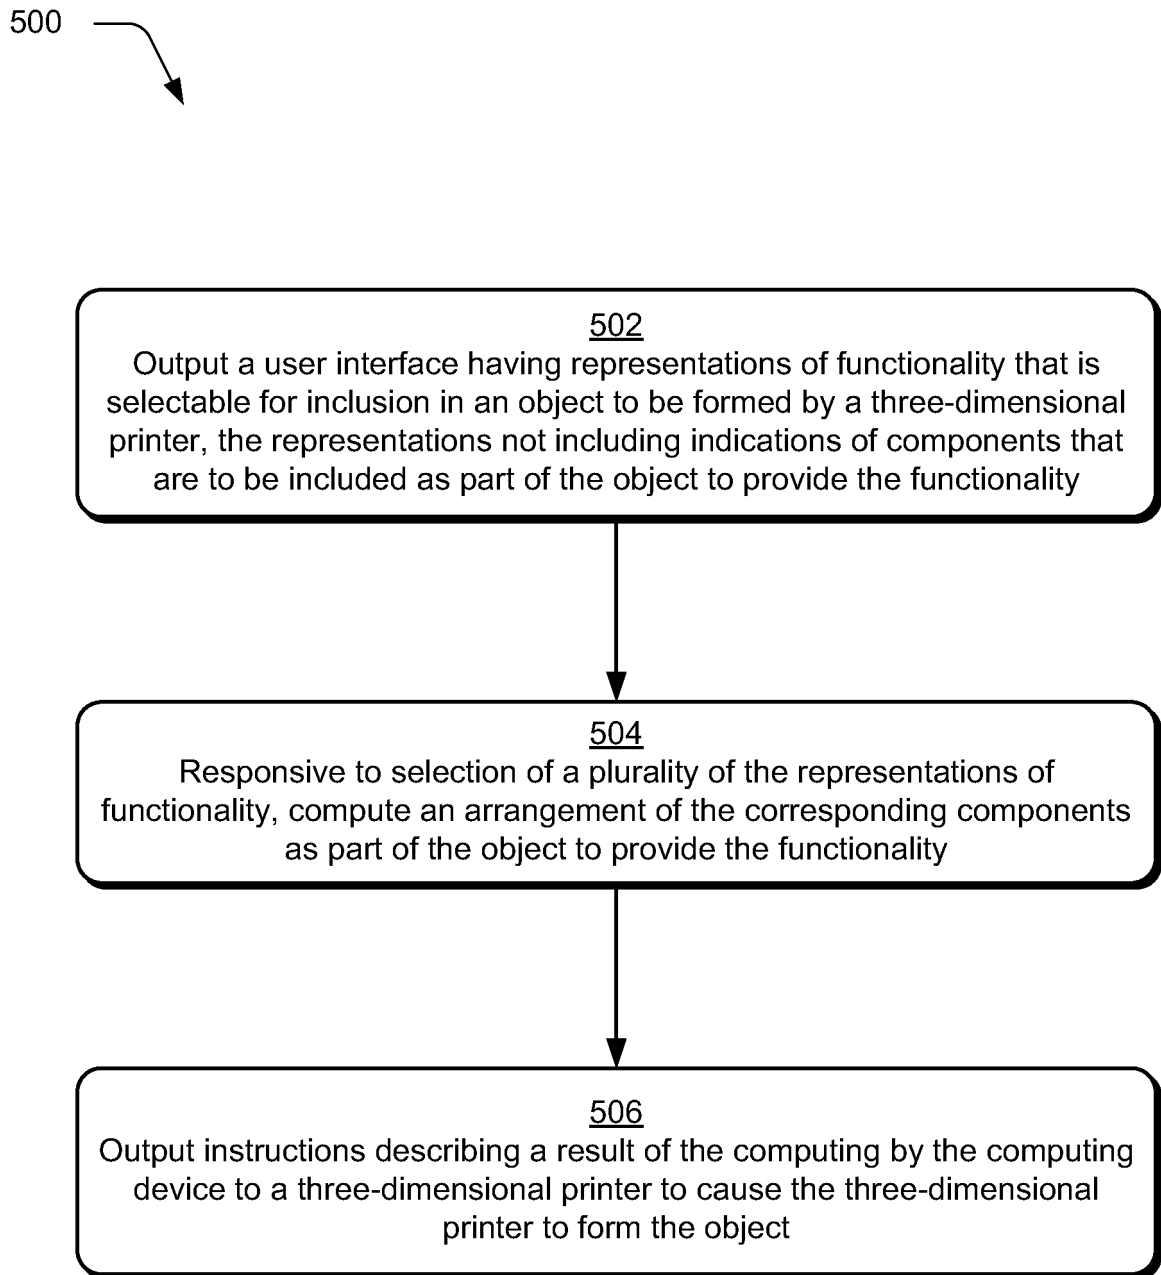 500
502
Output a user interface having representations of functionality that is
selectable for inclusion in an object to be formed by a three-dimensional
printer, the representations not including indications of components that
are to be included as part of the object to provide the functionality
504
Responsive to selection of a plurality of the representations of
functionality, compute an arrangement of the corresponding components
as part of the object to provide the functionality
506
Output instructions describing a result of the computing by the computing
device to a three-dimensional printer to cause the three-dimensional
printer to form the object